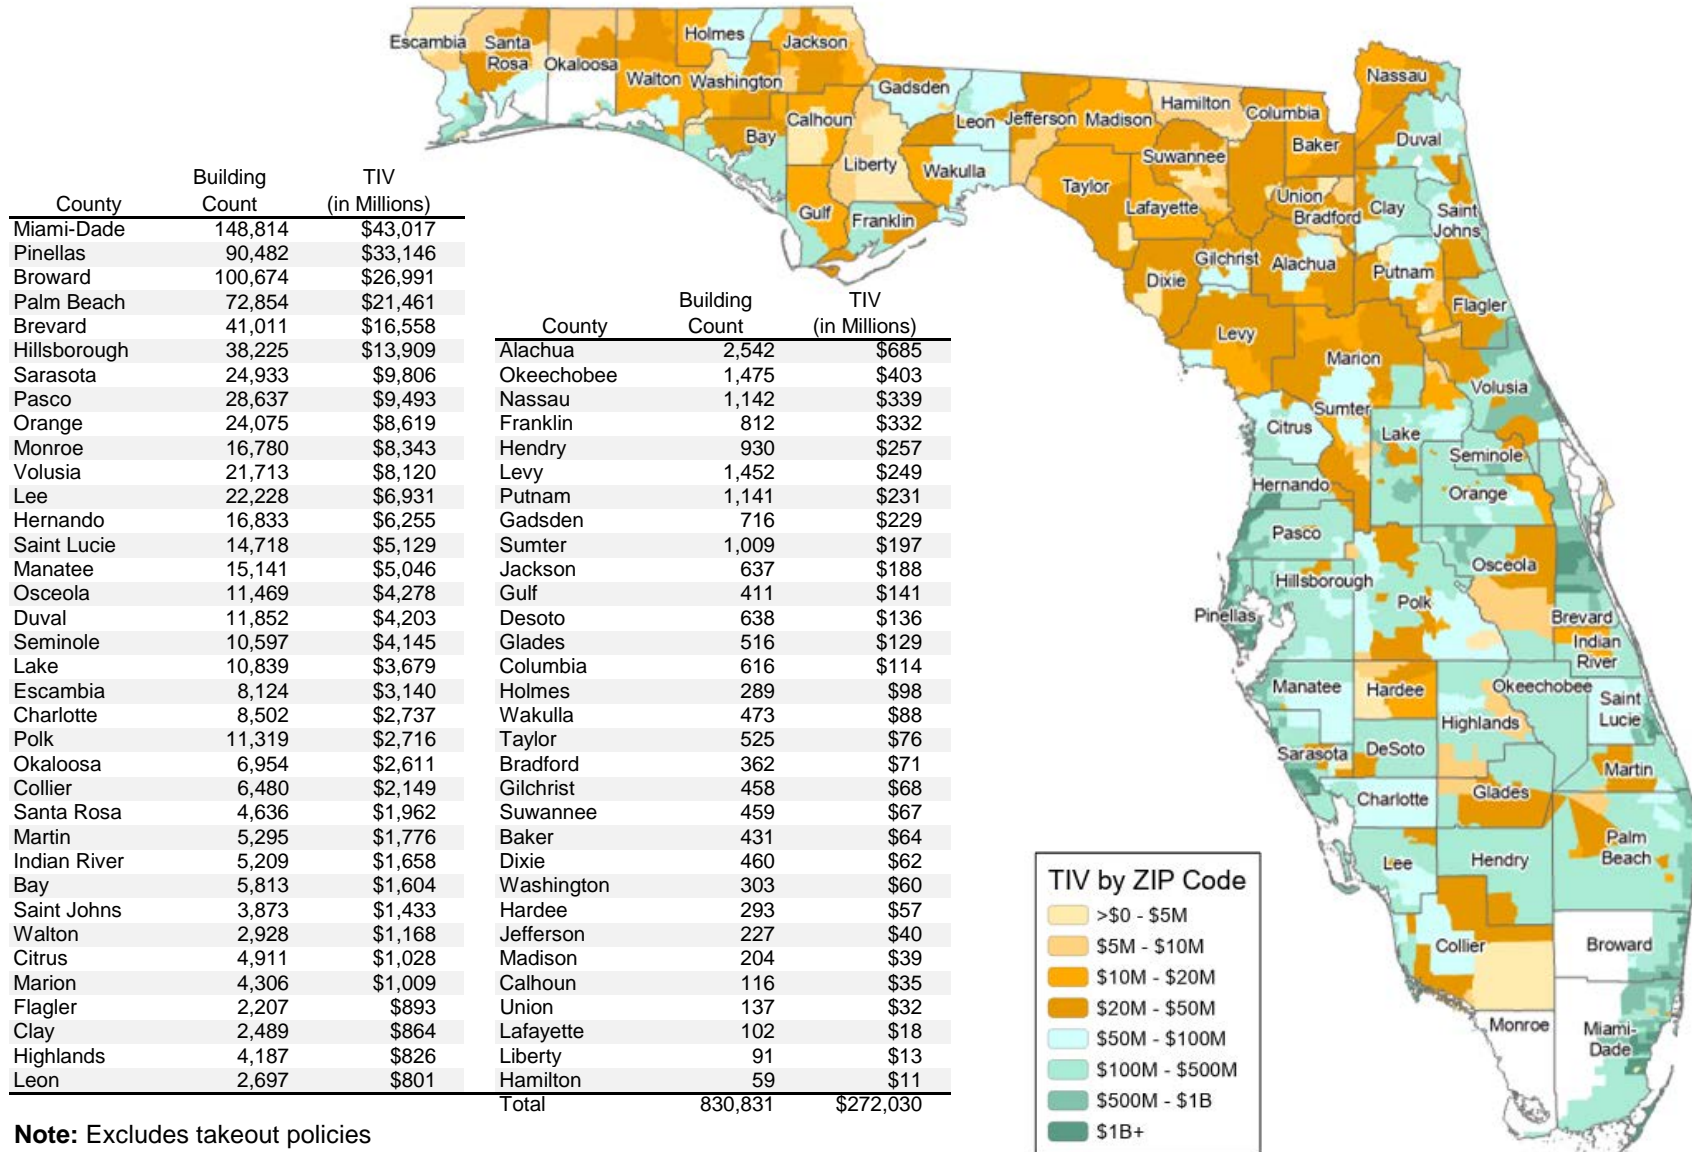 Building TIV
County Count (in Millions)
Miami-Dade 148,814 $43,017
Pinellas 90,482 $33,146
Broward 100,674 $26,991
Palm Beach 72,854 $21,461
Brevard 41,011 $16,558
Hillsborough 38,225 $13,909
Sarasota 24,933 $9,806
Pasco 28,637 $9,493
Orange 24,075 $8,619
Monroe 16,780 $8,343
Volusia 21,713 $8,120
Lee 22,228 $6,931
Hernando 16,833 $6,255
Saint Lucie 14,718 $5,129
Manatee 15,141 $5,046
Osceola 11,469 $4,278
Duval 11,852 $4,203
Seminole 10,597 $4,145
Lake 10,839 $3,679
Escambia 8,124 $3,140
Charlotte 8,502 $2,737
Polk 11,319 $2,716
Okaloosa 6,954 $2,611
Collier 6,480 $2,149
Santa Rosa 4,636 $1,962
Martin 5,295 $1,776
Indian River 5,209 $1,658
Bay 5,813 $1,604
Saint Johns 3,873 $1,433
Walton 2,928 $1,168
Citrus 4,911 $1,028
Marion 4,306 $1,009
Flagler 2,207 $893
Clay 2,489 $864
Highlands 4,187 $826
Leon 2,697 $801
Building TIV
County Count (in Millions)
Alachua 2,542 $685
Okeechobee 1,475 $403
Nassau 1,142 $339
Franklin 812 $332
Hendry 930 $257
Levy 1,452 $249
Putnam 1,141 $231
Gadsden 716 $229
Sumter 1,009 $197
Jackson 637 $188
Gulf 411 $141
Desoto 638 $136
Glades 516 $129
Columbia 616 $114
Holmes 289 $98
Wakulla 473 $88
Taylor 525 $76
Bradford 362 $71
Gilchrist 458 $68
Suwannee 459 $67
Baker 431 $64
Dixie 460 $62
Washington 303 $60
Hardee 293 $57
Jefferson 227 $40
Madison 204 $39
Calhoun 116 $35
Union 137 $32
Lafayette 102 $18
Liberty 91 $13
Hamilton 59 $11
Total 830,831 $272,030
Note: Excludes takeout policies
Escambia
Santa
Rosa
Okaloosa
Walton
Holmes
Washington
Jackson
Bay
Calhoun
Gulf
Liberty
Gadsden
Franklin
Wakulla
Leon
Jefferson
Madison
Taylor
Hamilton
Suwannee
Lafayette
Columbia
Baker
Nassau
Duval
Union
Bradford
Clay
Saint
Johns
Gilchrist
Alachua
Putnam
Dixie
Flagler
Levy
Marion
Volusia
Sumter
Citrus
Lake
Seminole
Hernando
Orange
Pasco
Osceola
Hillsborough
Polk
Pinellas
Brevard
Indian
River
Manatee
Hardee
Okeechobee
Saint
Lucie
Highlands
Sarasota
DeSoto
Martin
Glades
Charlotte
Palm
Beach
Lee
Hendry
Collier
Broward
Monroe
Miami-
Dade
TIV by ZIP Code
>$0 - $5M
$5M - $10M
$10M - $20M
$20M - $50M
$50M - $100M
$100M - $500M
$500M - $1B
$1B+